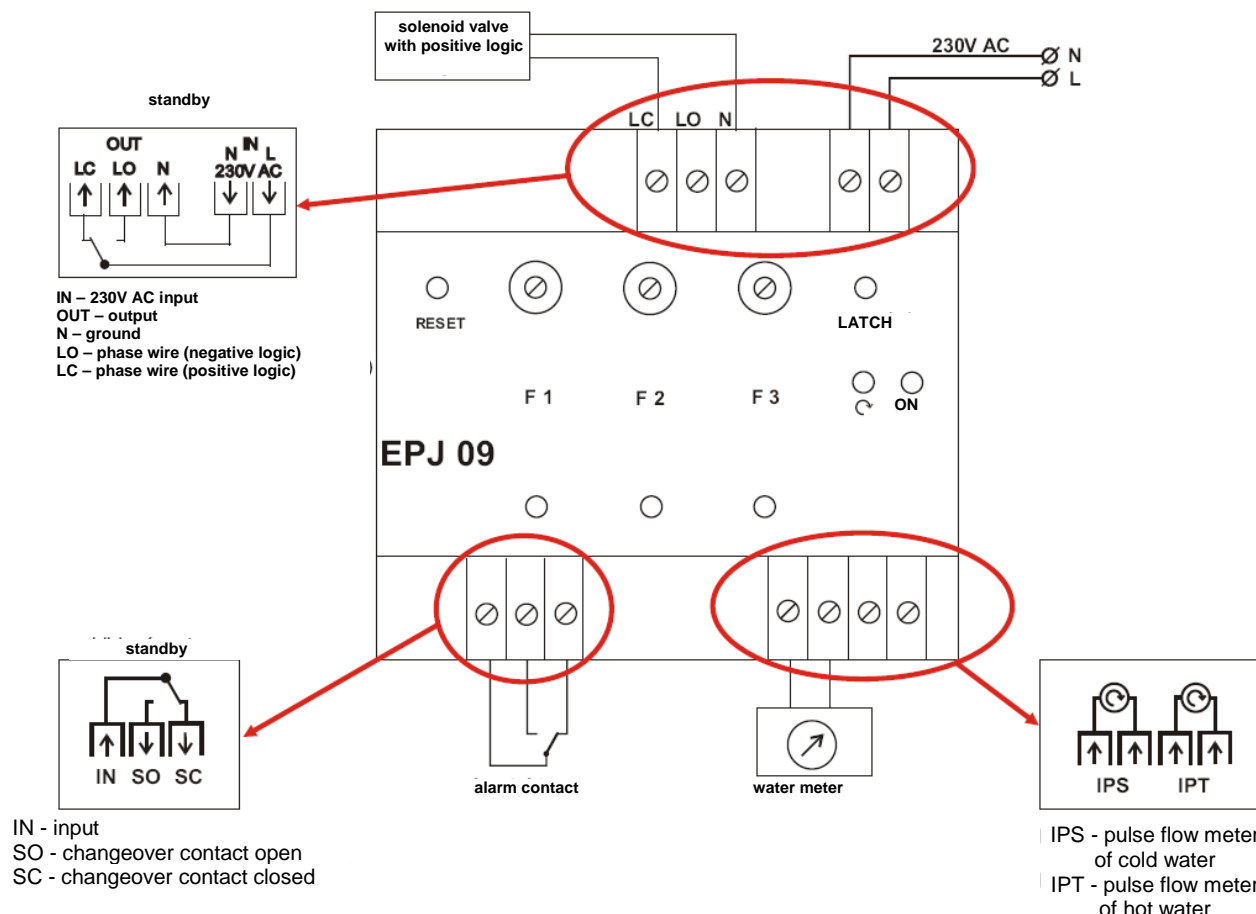 solenoid valve
with positive logic
230V AC
N
L
standby
OUT
IN
LC LO N
N L
230V AC
LC LO N
IN – 230V AC input
OUT – output
N – ground
LO – phase wire (negative logic)
LC – phase wire (positive logic)
RESET
LATCH
F 1
F 2
F 3
ON
EPJ 09
standby
IN SO SC
alarm contact
water meter
IPS IPT
IN - input
SO - changeover contact open
SC - changeover contact closed
IPS - pulse flow meter
of cold water
IPT - pulse flow meter
of hot water